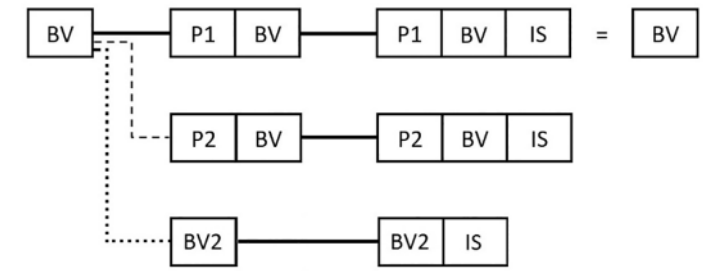 BV P1 BV P1 BV IS = BV
P2 BV P2 BV IS
BV2 BV2 IS